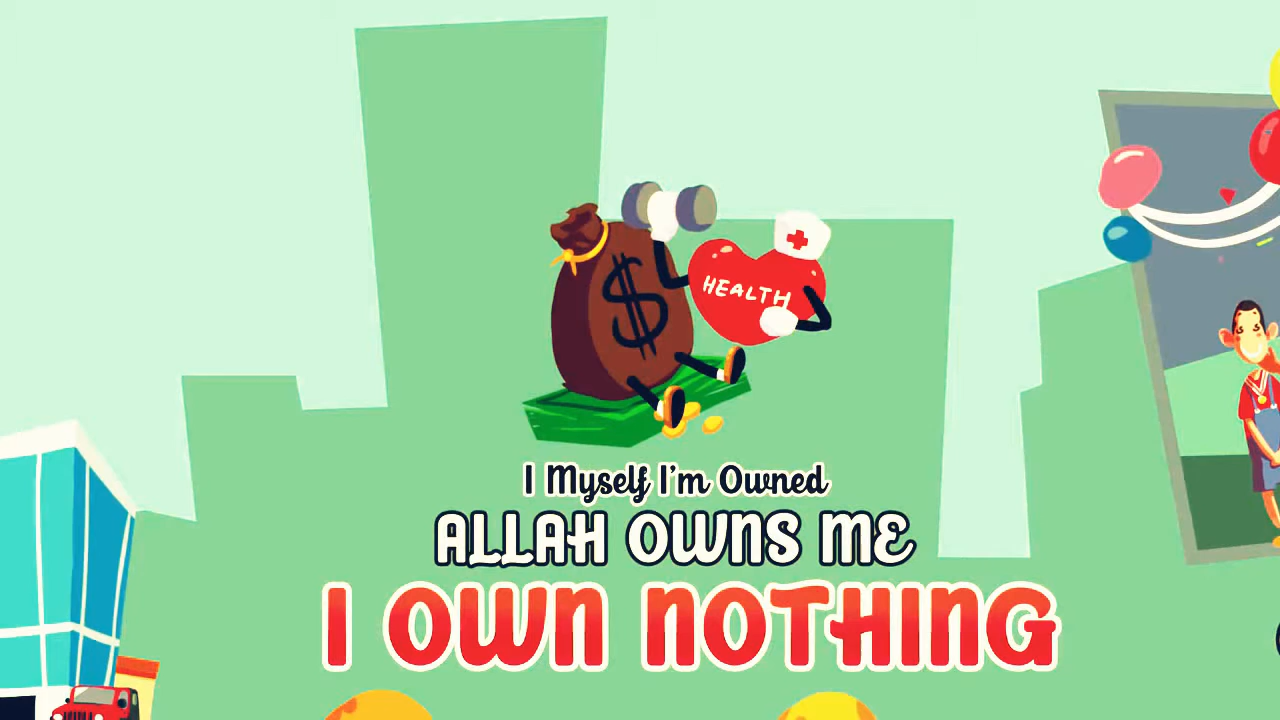 $
HEALTH
I Myself I'm Owned
ALLAH OWNS ME
I OWN NOTHING